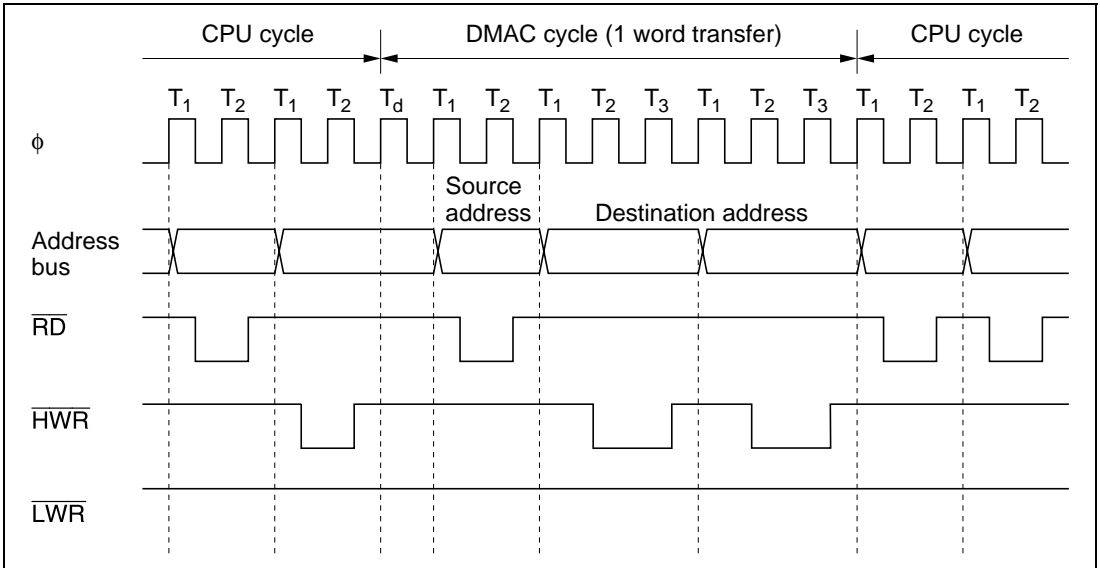 CPU cycle DMAC cycle (1 word transfer) CPU cycle
T1 T2 T1 T2 Td T1 T2 T1 T2 T3 T1 T2 T3 T1 T2 T1 T2
φ
Source
address Destination address
Address
bus
RD
HWR
LWR